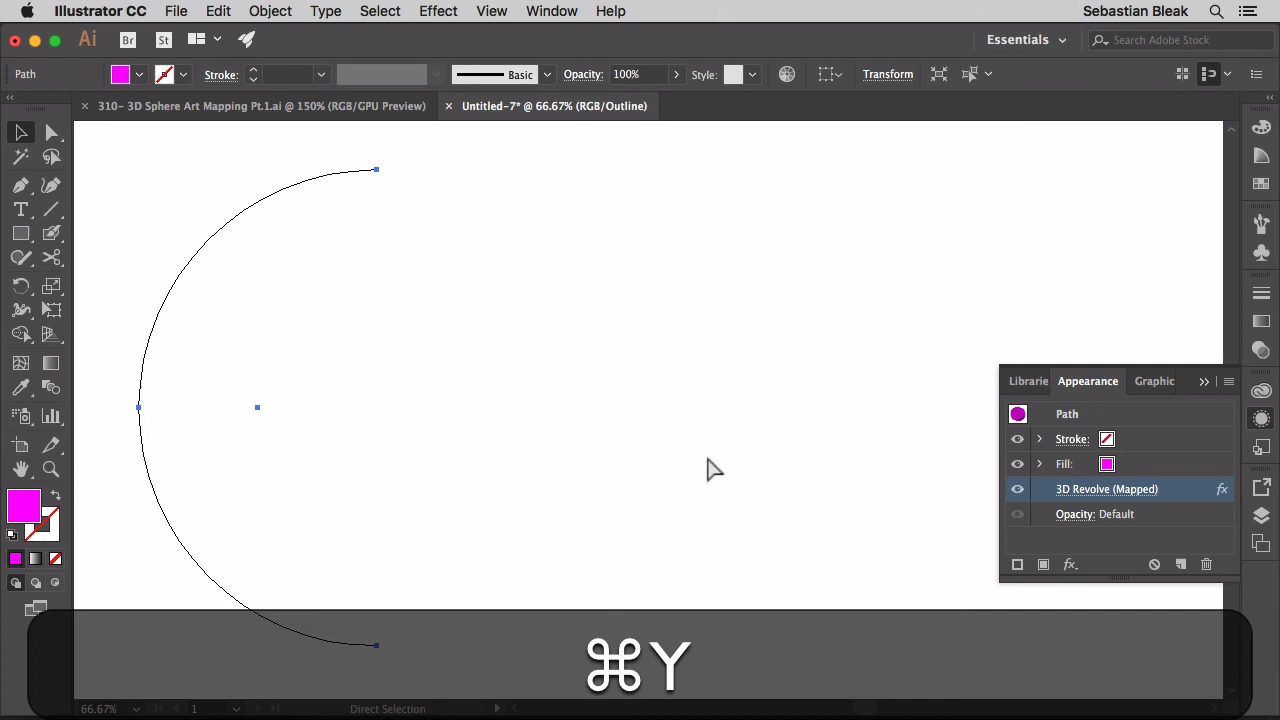 Illustrator CC File Edit Object Type Select Effect View Window Help Sebastian Bleak
Ai Br St Essentials Search Adobe Stock
Path Stroke: Basic Opacity: 100% Style: Transform
× 310- 3D Sphere Art Mapping Pt.1.ai @ 150% (RGB/GPU Preview) × Untitled-7* @ 66.67% (RGB/Outline)
T
Librarie Appearance Graphic
Path
Stroke:
Fill:
3D Revolve (Mapped) fx
Opacity: Default
fx.
⌘Y
66.67% 1 Direct Selection